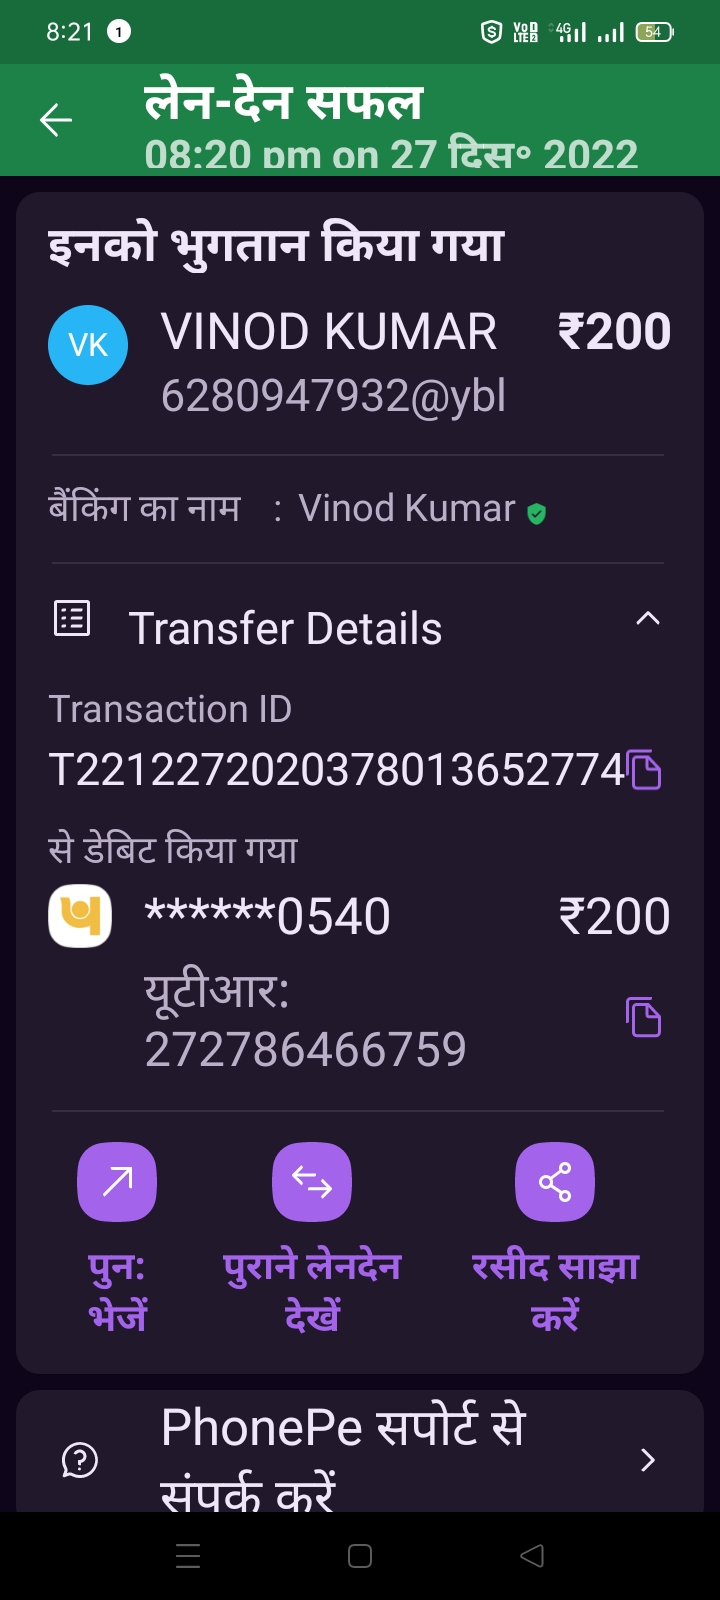 8:21 1 VoD LTE2 4G 54
लेन-देन सफल
08:20 pm on 27 दिस॰ 2022
इनको भुगतान किया गया
VK VINOD KUMAR ₹200
6280947932@ybl
बैंकिंग का नाम : Vinod Kumar
Transfer Details
Transaction ID
T2212272020378013652774
से डेबिट किया गया
******0540 ₹200
यूटीआर:
272786466759
पुन: पुराने लेनदेन रसीद साझा
भेजें देखें करें
PhonePe सपोर्ट से
संपर्क करें